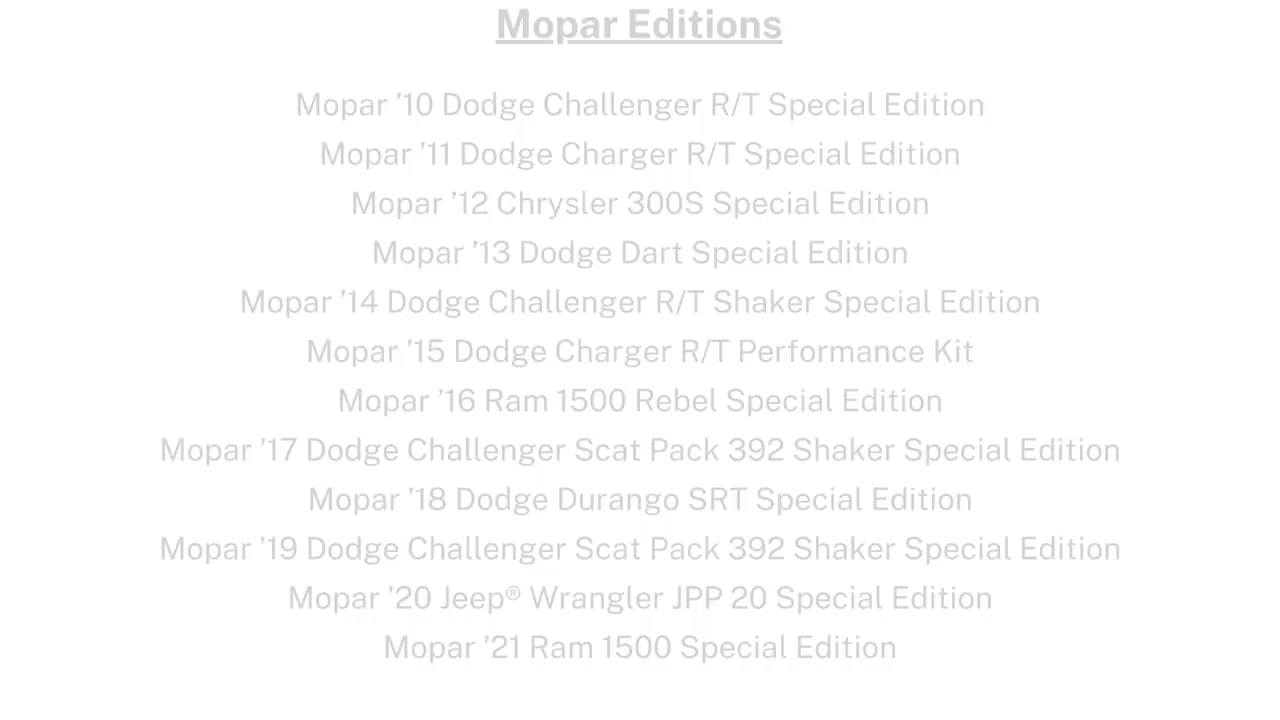 Mopar Editions
Mopar ’10 Dodge Challenger R/T Special Edition
Mopar ’11 Dodge Charger R/T Special Edition
Mopar ’12 Chrysler 300S Special Edition
Mopar ’13 Dodge Dart Special Edition
Mopar ’14 Dodge Challenger R/T Shaker Special Edition
Mopar ’15 Dodge Charger R/T Performance Kit
Mopar ’16 Ram 1500 Rebel Special Edition
Mopar ’17 Dodge Challenger Scat Pack 392 Shaker Special Edition
Mopar ’18 Dodge Durango SRT Special Edition
Mopar ’19 Dodge Challenger Scat Pack 392 Shaker Special Edition
Mopar ’20 Jeep® Wrangler JPP 20 Special Edition
Mopar ’21 Ram 1500 Special Edition